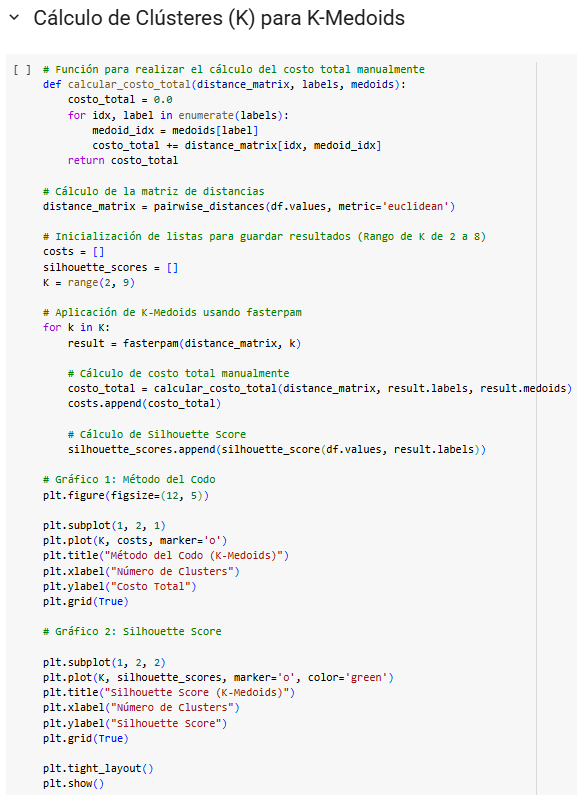 Cálculo de Clústeres (K) para K-Medoids
[ ] # Función para realizar el cálculo del costo total manualmente
def calcular_costo_total(distance_matrix, labels, medoids):
    costo_total = 0.0
    for idx, label in enumerate(labels):
        medoid_idx = medoids[label]
        costo_total += distance_matrix[idx, medoid_idx]
    return costo_total

# Cálculo de la matriz de distancias
distance_matrix = pairwise_distances(df.values, metric='euclidean')

# Inicialización de listas para guardar resultados (Rango de K de 2 a 8)
costs = []
silhouette_scores = []
K = range(2, 9)

# Aplicación de K-Medoids usando fasterpam
for k in K:
    result = fasterpam(distance_matrix, k)

    # Cálculo de costo total manualmente
    costo_total = calcular_costo_total(distance_matrix, result.labels, result.medoids)
    costs.append(costo_total)

    # Cálculo de Silhouette Score
    silhouette_scores.append(silhouette_score(df.values, result.labels))

# Gráfico 1: Método del Codo
plt.figure(figsize=(12, 5))

plt.subplot(1, 2, 1)
plt.plot(K, costs, marker='o')
plt.title("Método del Codo (K-Medoids)")
plt.xlabel("Número de Clusters")
plt.ylabel("Costo Total")
plt.grid(True)

# Gráfico 2: Silhouette Score

plt.subplot(1, 2, 2)
plt.plot(K, silhouette_scores, marker='o', color='green')
plt.title("Silhouette Score (K-Medoids)")
plt.xlabel("Número de Clusters")
plt.ylabel("Silhouette Score")
plt.grid(True)

plt.tight_layout()
plt.show()